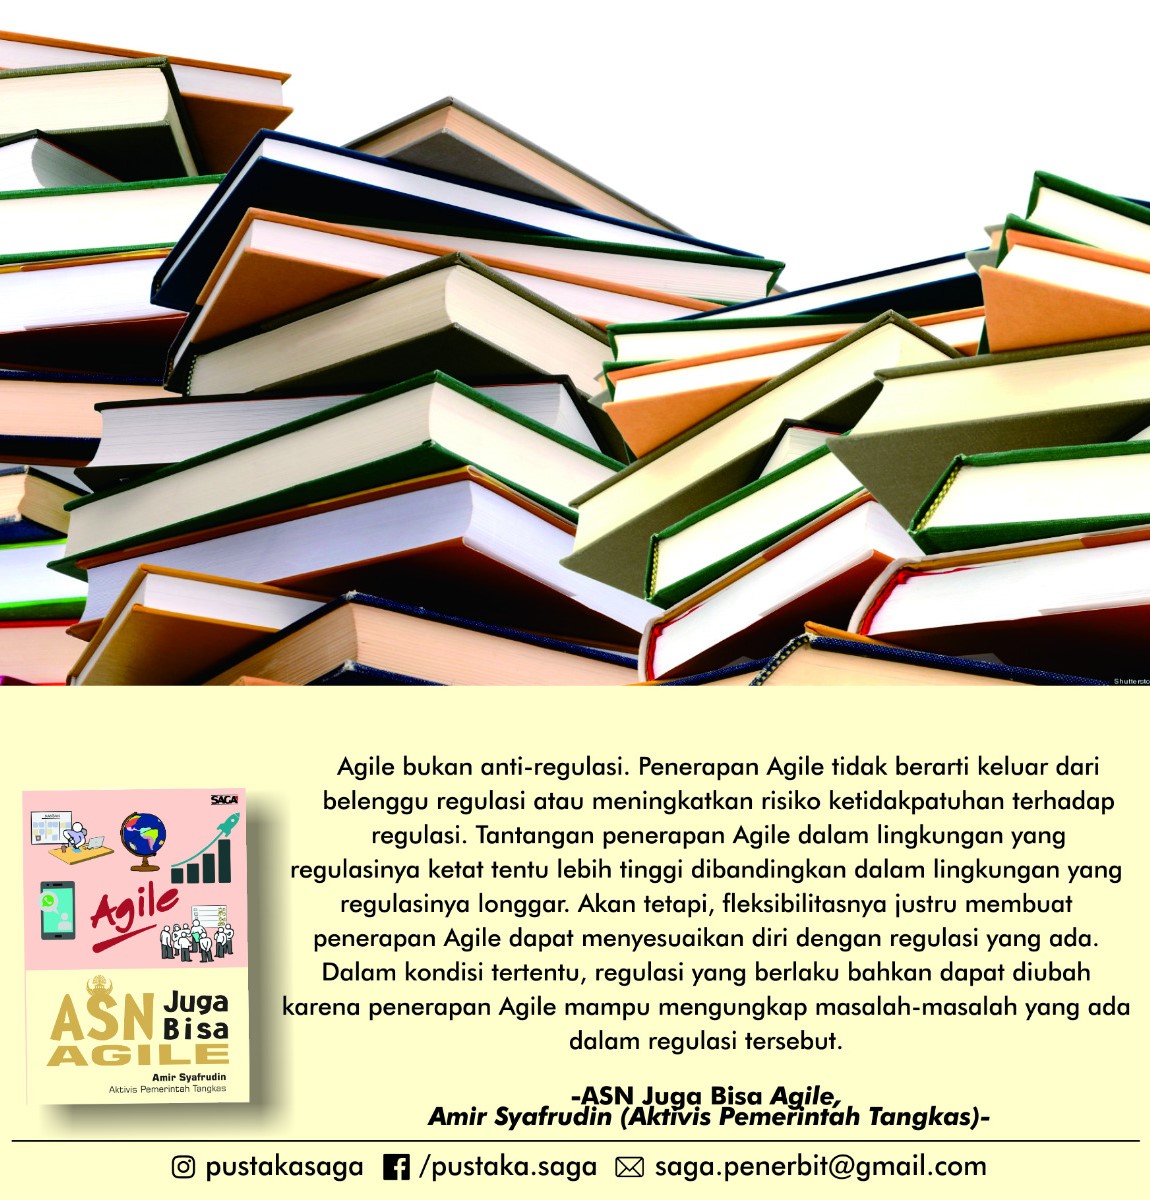 Shuttersto
Agile bukan anti-regulasi. Penerapan Agile tidak berarti keluar dari
belenggu regulasi atau meningkatkan risiko ketidakpatuhan terhadap
regulasi. Tantangan penerapan Agile dalam lingkungan yang
regulasinya ketat tentu lebih tinggi dibandingkan dalam lingkungan yang
regulasinya longgar. Akan tetapi, fleksibilitasnya justru membuat
penerapan Agile dapat menyesuaikan diri dengan regulasi yang ada.
Dalam kondisi tertentu, regulasi yang berlaku bahkan dapat diubah
karena penerapan Agile mampu mengungkap masalah-masalah yang ada
dalam regulasi tersebut.
-ASN Juga Bisa Agile,
Amir Syafrudin (Aktivis Pemerintah Tangkas)-
SAGA
Agile
ASN Juga
Bisa
AGILE
Amir Syafrudin
Aktivis Pemerintah Tangkas
pustakasaga /pustaka.saga saga.penerbit@gmail.com